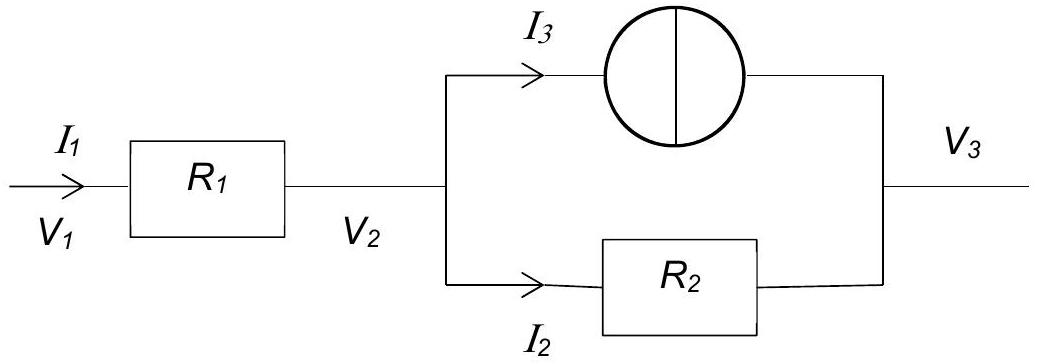 I₃
I₁
R₁
V₃
V₁
V₂
R₂
I₂